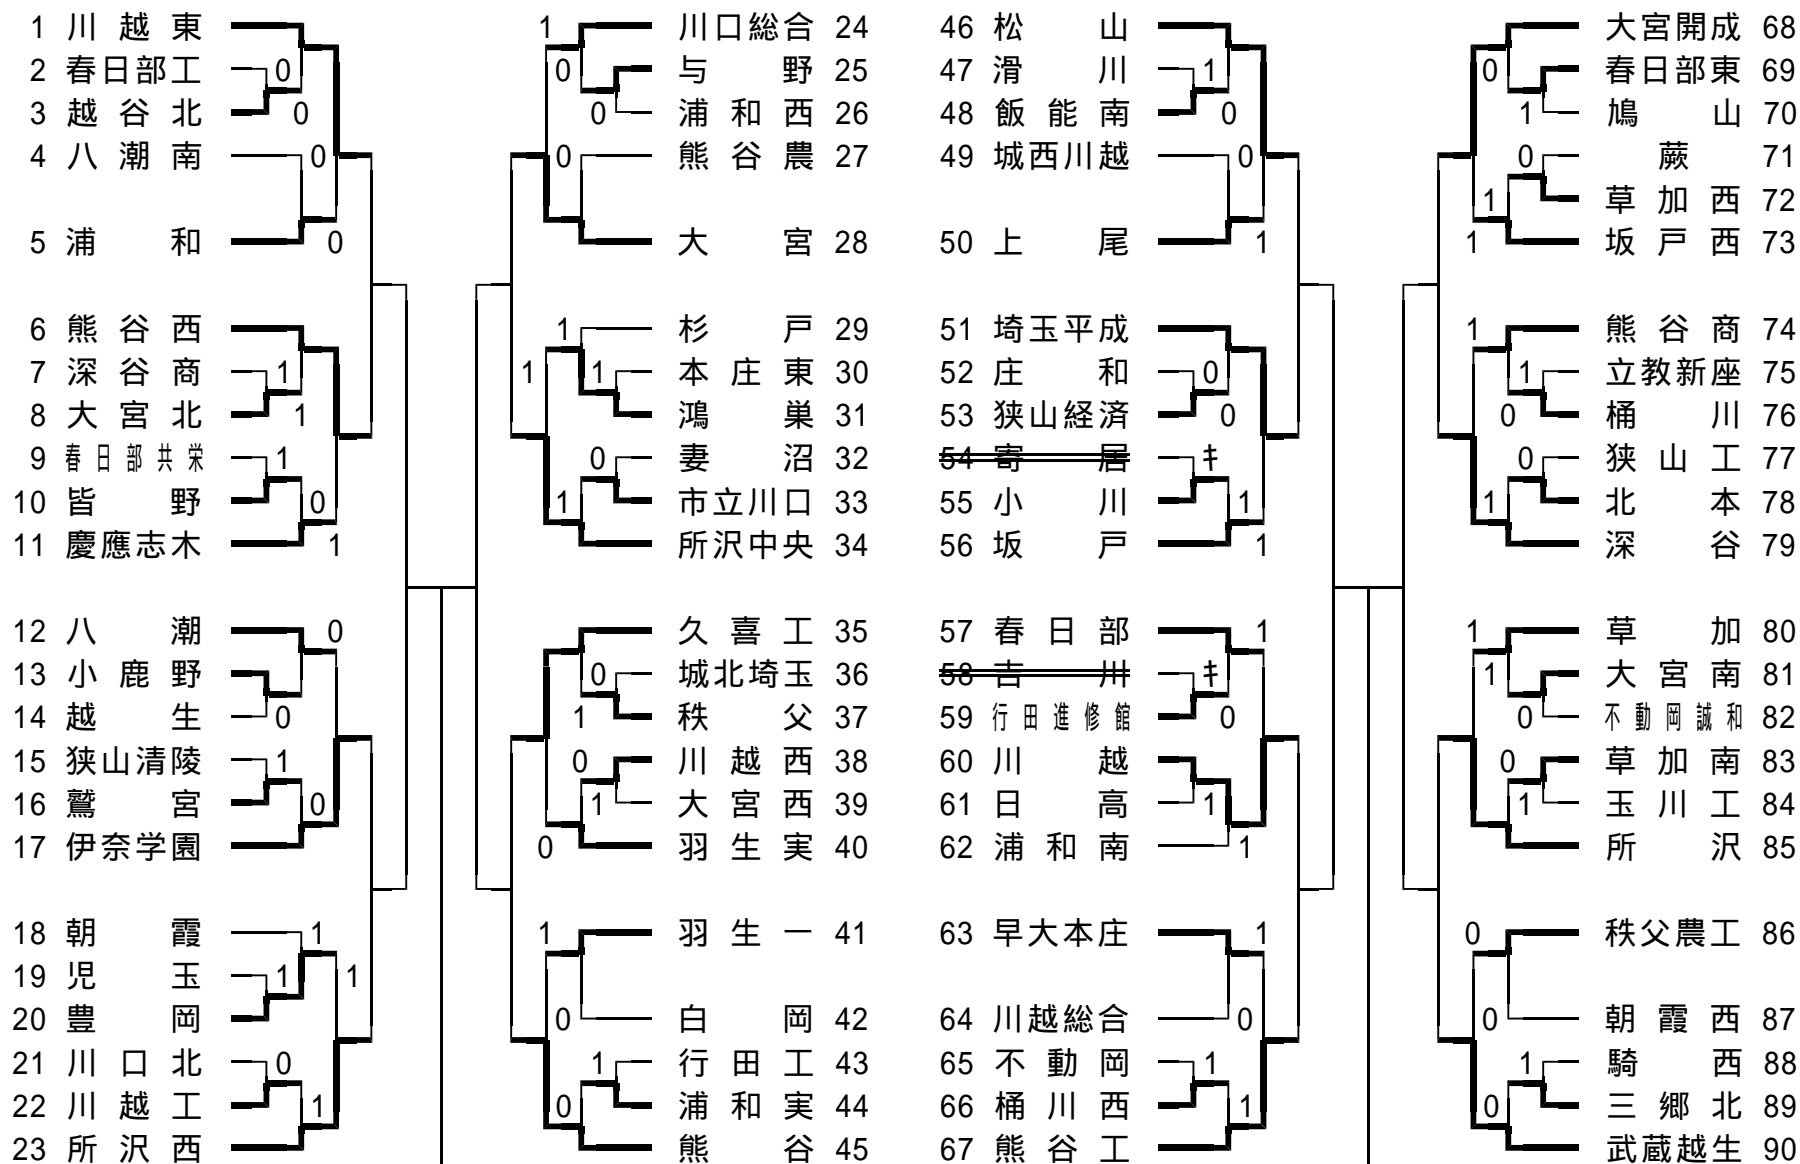 1 川越東
2 春日部工 0
3 越谷北 0
4 八潮南 0
5 浦和 0
6 熊谷西
7 深谷商 1
8 大宮北 1
9 春日部共栄 1
10 皆野 0
11 慶應志木 1
12 八潮 0
13 小鹿野
14 越生 0
15 狭山清陵 1
16 鷲宮 0
17 伊奈学園
18 朝霞 1
19 児玉 1 1
20 豊岡
21 川口北 0
22 川越工 1
23 所沢西
1 川口総合 24
0 与野 25
0 浦和西 26
0 熊谷農 27
大宮 28
1 杉戸 29
1 1 本庄東 30
鴻巣 31
0 妻沼 32
1 市立川口 33
所沢中央 34
久喜工 35
0 城北埼玉 36
1 秩父 37
0 川越西 38
1 大宮西 39
0 羽生実 40
1 羽生一 41
0 白岡 42
1 行田工 43
0 浦和実 44
熊谷 45
46 松山
47 滑川 1
48 飯能南 0
49 城西川越 0
50 上尾 1
51 埼玉平成
52 庄和 0
53 狭山経済 0
54 寄居 キ
55 小川 1
56 坂戸 1
57 春日部 1
58 吉川 キ
59 行田進修館 0
60 川越
61 日高 1
62 浦和南 1
63 早大本庄 1
64 川越総合 0
65 不動岡 1
66 桶川西 1
67 熊谷工
大宮開成 68
0 春日部東 69
1 鳩山 70
0 蕨 71
1 草加西 72
1 坂戸西 73
1 熊谷商 74
1 立教新座 75
0 桶川 76
0 狭山工 77
1 北本 78
深谷 79
1 草加 80
1 大宮南 81
0 不動岡誠和 82
0 草加南 83
1 玉川工 84
所沢 85
0 秩父農工 86
0 朝霞西 87
1 騎西 88
0 三郷北 89
武蔵越生 90